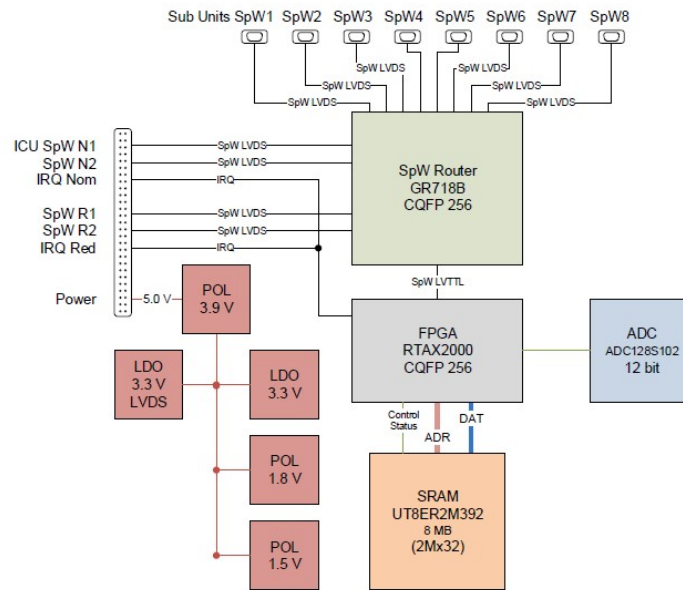 Sub Units SpW1 SpW2 SpW3 SpW4 SpW5 SpW6 SpW7 SpW8
SpW LVDS SpW LVDS
SpW LVDS SpW LVDS
SpW LVDS SpW LVDS
ICU SpW N1 SpW LVDS
SpW N2 SpW LVDS
IRQ Nom IRQ
SpW R1 SpW LVDS
SpW R2 SpW LVDS
IRQ Red IRQ
Power 5.0 V
SpW Router
GR718B
CQFP 256
SpW LVTTL
POL
3.9 V
FPGA
RTAX2000
CQFP 256
ADC
ADC128S102
12 bit
LDO
3.3 V
LVDS
LDO
3.3 V
Control
Status
ADR
DAT
POL
1.8 V
SRAM
UT8ER2M392
8 MB
(2Mx32)
POL
1.5 V